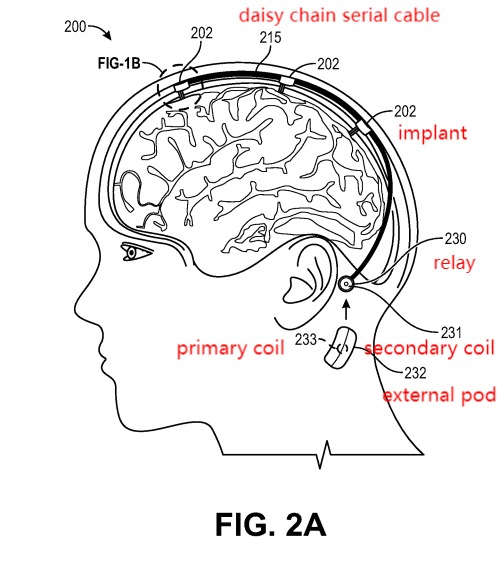 daisy chain serial cable
200
202
215
202
FIG-1B
202
implant
230
relay
231
233
primary coil
secondary coil
232
external pod
FIG. 2A